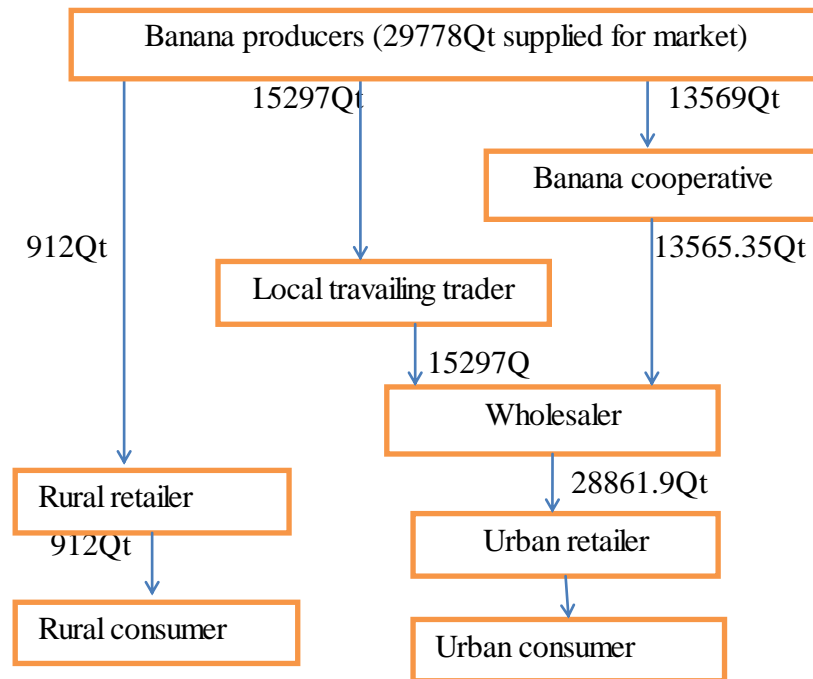 Banana producers (29778Qt supplied for market)
15297Qt
13569Qt
Banana cooperative
912Qt
13565.35Qt
Local travailing trader
15297Q
Wholesaler
Rural retailer
28861.9Qt
912Qt
Urban retailer
Rural consumer
Urban consumer